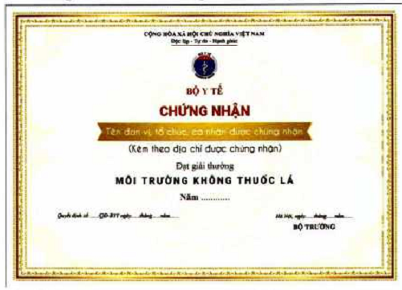 CỘNG HÒA XÃ HỘI CHỦ NGHĨA VIỆT NAM
Độc lập - Tự do - Hạnh phúc
BỘ Y TẾ
CHỨNG NHẬN
Tên đơn vị, tổ chức, cá nhân được chứng nhận
(Kèm theo địa chỉ được chứng nhận)
Đạt giải thưởng
MÔI TRƯỜNG KHÔNG THUỐC LÁ
Năm ............
Quyết định số: .....QĐ-BYT ngày.....tháng.....năm.....
Hà Nội, ngày.....tháng.....năm.....
BỘ TRƯỞNG